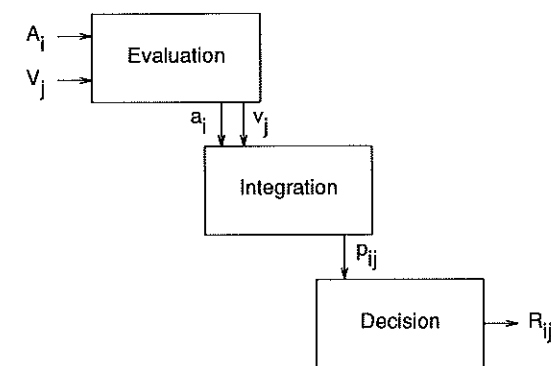 A_i
Evaluation
V_j
a_i v_j
Integration
p_ij
Decision
R_ij